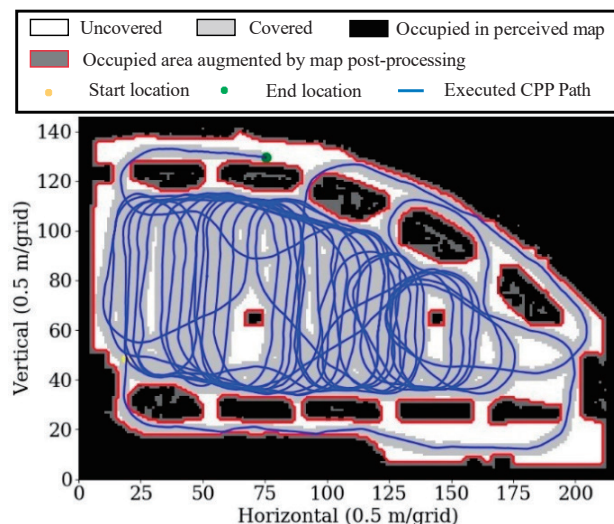 Uncovered Covered Occupied in perceived map
Occupied area augmented by map post-processing
Start location End location Executed CPP Path
140
120
100
80
60
40
20
0
Vertical (0.5 m/grid)
0 25 50 75 100 125 150 175 200
Horizontal (0.5 m/grid)